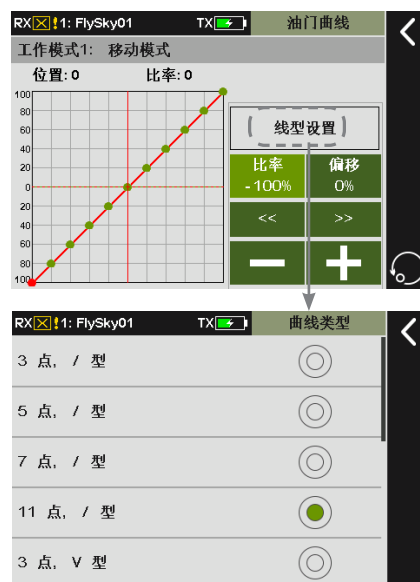 RX !1: FlySky01 TX 油门曲线
工作模式1: 移动模式
位置: 0 比率: 0
100
80
60
40
20
0
20
40
60
80
100
线型设置
比率 偏移
-100% 0%
<< >>
RX !1: FlySky01 TX 曲线类型
3 点, / 型
5 点, / 型
7 点, / 型
11 点, / 型
3 点, V 型